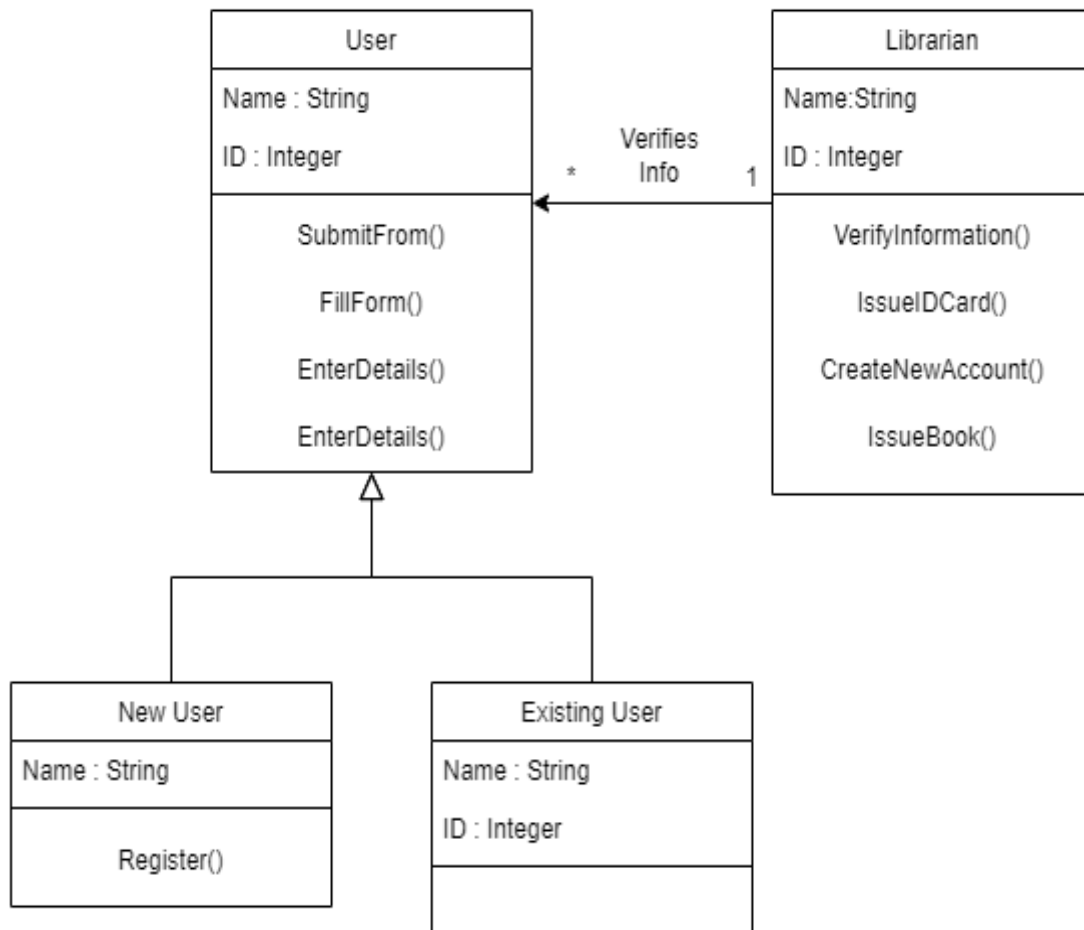 User
Name : String
ID : Integer
SubmitFrom()
FillForm()
EnterDetails()
EnterDetails()
Verifies
Info
*
1
Librarian
Name:String
ID : Integer
VerifyInformation()
IssueIDCard()
CreateNewAccount()
IssueBook()
New User
Name : String
Register()
Existing User
Name : String
ID : Integer